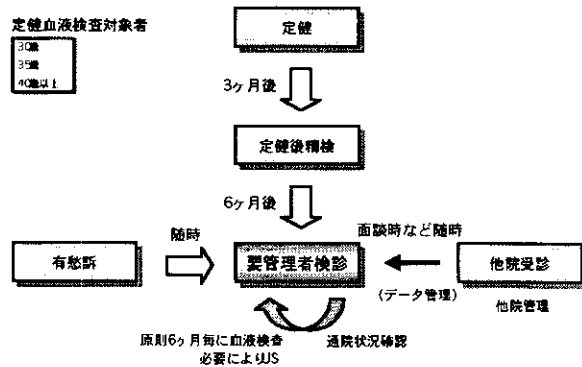 定健血液検査対象者
30歳
35歳
40歳以上
定健
3ヶ月後
定健後精検
6ヶ月後
有愁訴
随時
要管理者検診
面談時など随時
(データ管理)
他院受診
他院管理
原則6ヶ月毎に血液検査
必要によりUS
通院状況確認